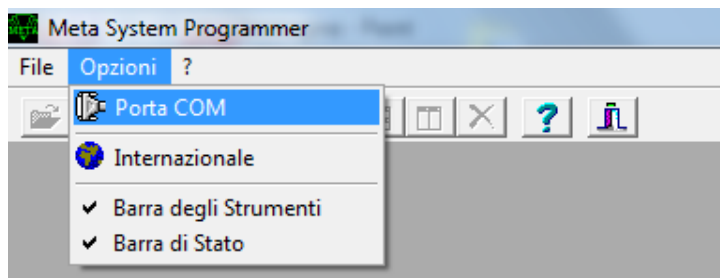 Meta System Programmer
File Opzioni ?
Porta COM
Internazionale
Barra degli Strumenti
Barra di Stato